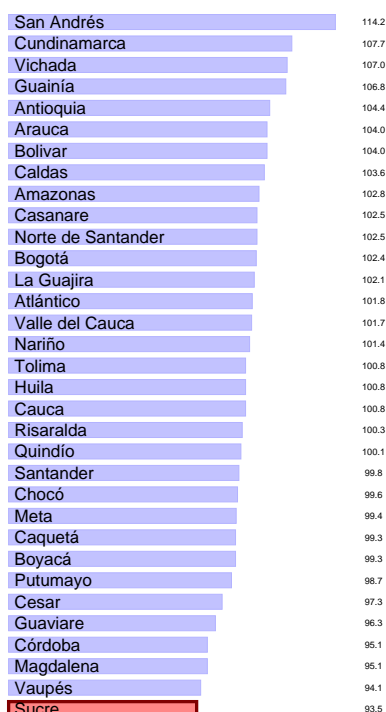 San Andrés 114.2
Cundinamarca 107.7
Vichada 107.0
Guainía 106.8
Antioquia 104.4
Arauca 104.0
Bolivar 104.0
Caldas 103.6
Amazonas 102.8
Casanare 102.5
Norte de Santander 102.5
Bogotá 102.4
La Guajira 102.1
Atlántico 101.8
Valle del Cauca 101.7
Nariño 101.4
Tolima 100.8
Huila 100.8
Cauca 100.8
Risaralda 100.3
Quindío 100.1
Santander 99.8
Chocó 99.6
Meta 99.4
Caquetá 99.3
Boyacá 99.3
Putumayo 98.7
Cesar 97.3
Guaviare 96.3
Córdoba 95.1
Magdalena 95.1
Vaupés 94.1
Sucre 93.5